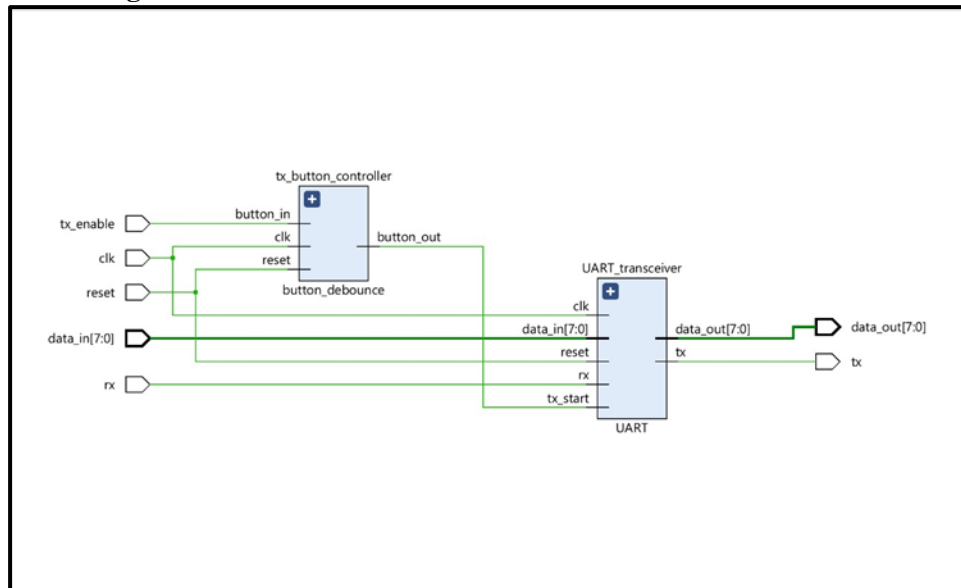 tx_button_controller
tx_enable
button_in
clk
clk
button_out
reset
reset
button_debounce
UART_transceiver
clk
data_in[7:0]
data_in[7:0]
data_out[7:0]
data_out[7:0]
reset
tx
tx
rx
rx
tx_start
UART